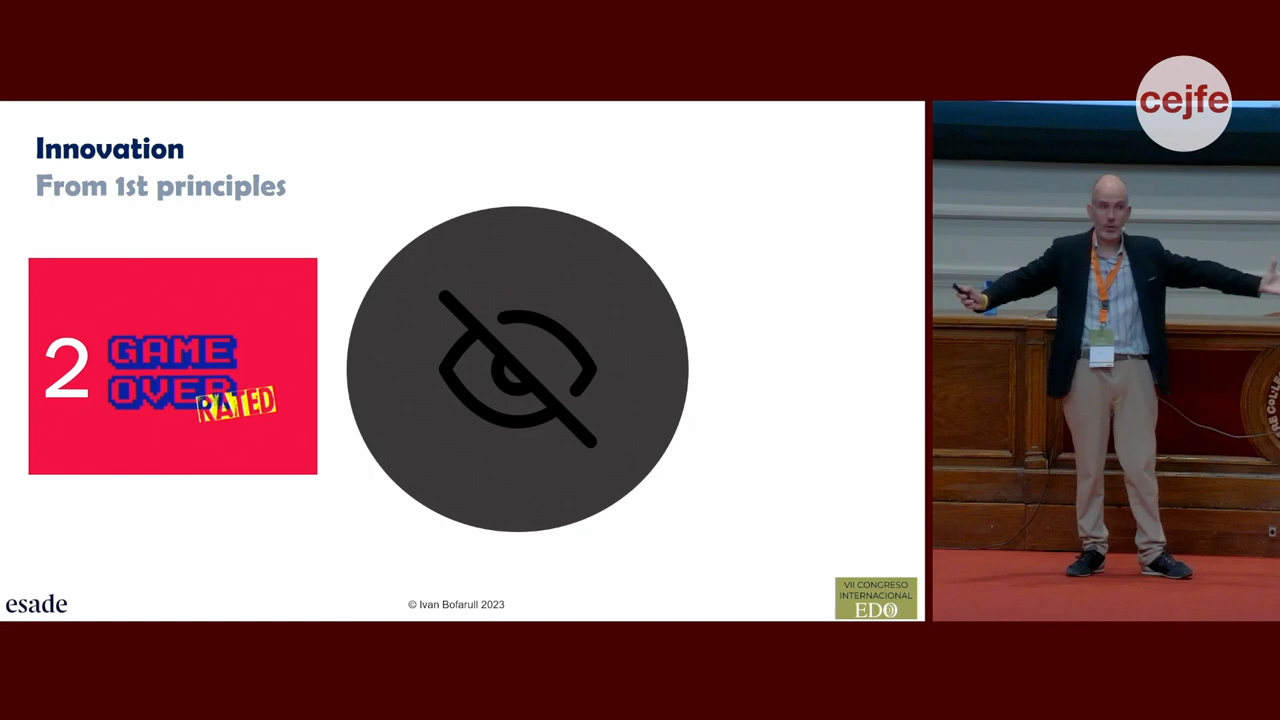 cejfe
Innovation
From 1st principles
2
GAME
OVER
RATED
esade
© Ivan Bofarull 2023
VII CONGRESO
INTERNACIONAL
EDO